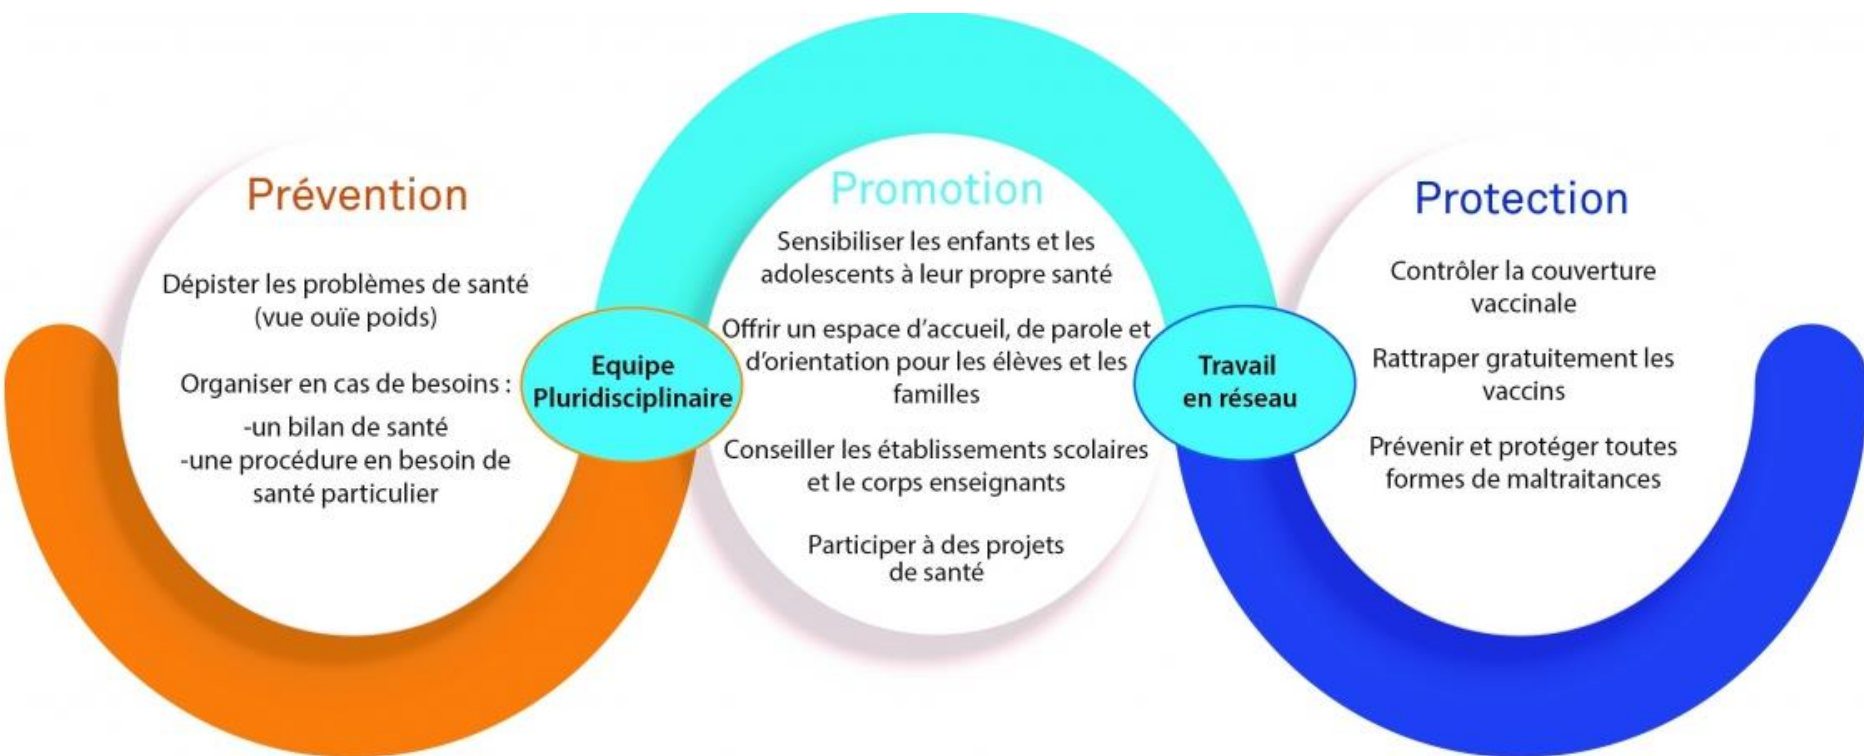 Prévention
Dépister les problèmes de santé
(vue ouïe poids)
Organiser en cas de besoins :
-un bilan de santé
-une procédure en besoin de
santé particulier
Equipe
Pluridisciplinaire
Promotion
Sensibiliser les enfants et les
adolescents à leur propre santé
Offrir un espace d'accueil, de parole et
d'orientation pour les élèves et les
familles
Conseiller les établissements scolaires
et le corps enseignants
Participer à des projets
de santé
Travail
en réseau
Protection
Contrôler la couverture
vaccinale
Rattraper gratuitement les
vaccins
Prévenir et protéger toutes
formes de maltraitances